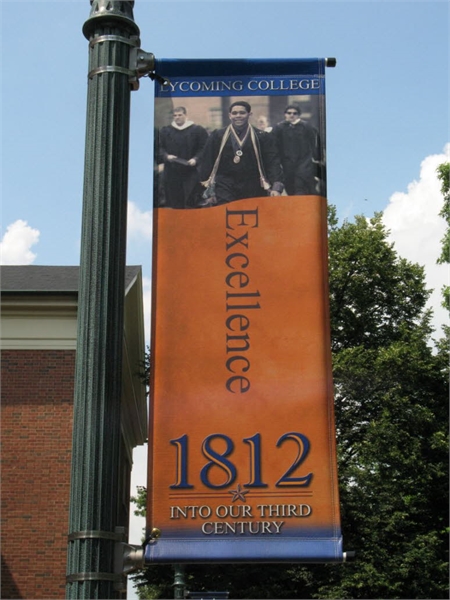 LYCOMING COLLEGE
Excellence
1812
INTO OUR THIRD
CENTURY